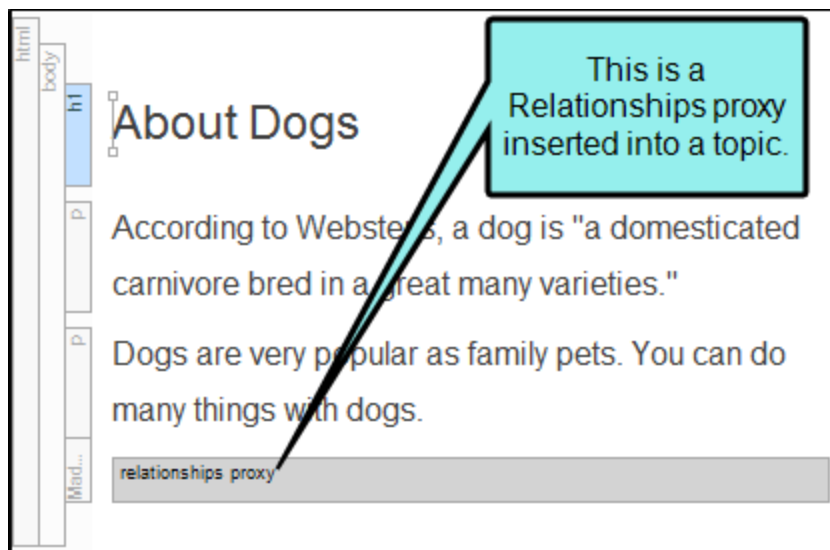 html
body
h1
About Dogs
This is a
Relationships proxy
inserted into a topic.
p
According to Websters, a dog is "a domesticated
carnivore bred in a great many varieties."
p
Dogs are very popular as family pets. You can do
many things with dogs.
Mad...
relationships proxy